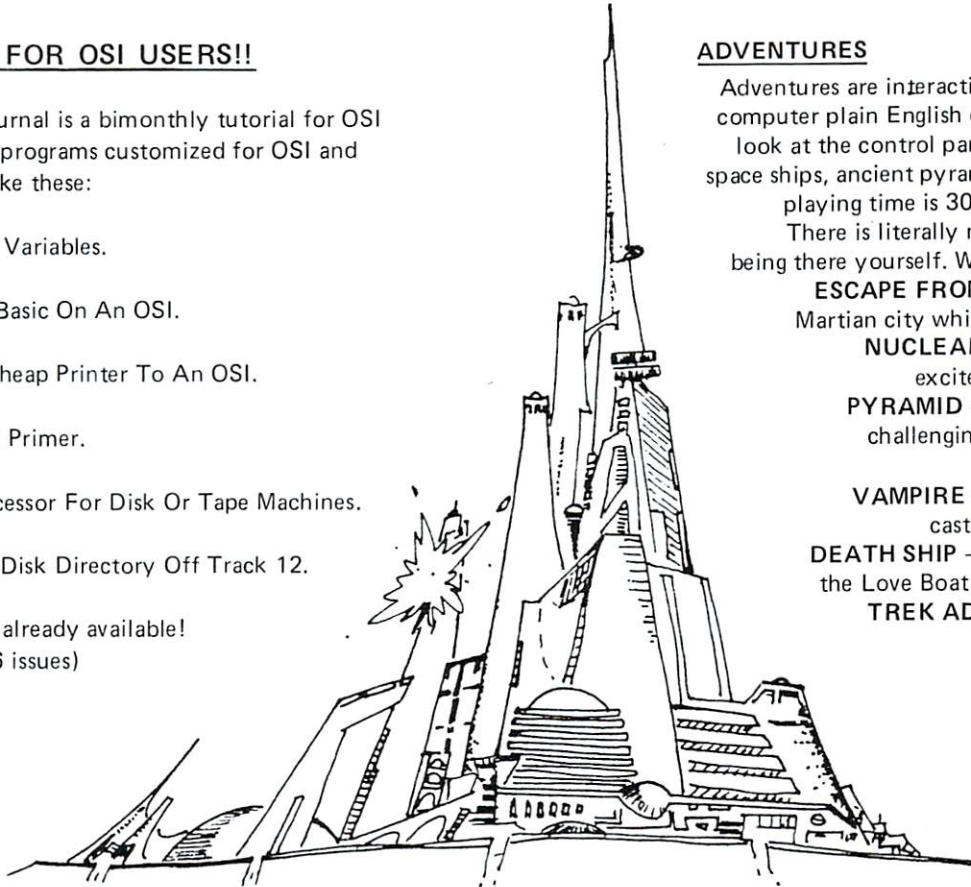 FOR OSI USERS!!
urnal is a bimonthly tutorial for OSI
programs customized for OSI and
ke these:
Variables.
Basic On An OSI.
heap Printer To An OSI.
Primer.
cessor For Disk Or Tape Machines.
Disk Directory Off Track 12.
already available!
6 issues)
ADVENTURES
Adventures are interacti
computer plain English
look at the control par
space ships, ancient pyrar
playing time is 30
There is literally
being there yourself. W
ESCAPE FROM
Martian city whi
NUCLEAR
excite
PYRAMID
challengin
VAMPIRE
cast
DEATH SHIP -
the Love Boat
TREK AD